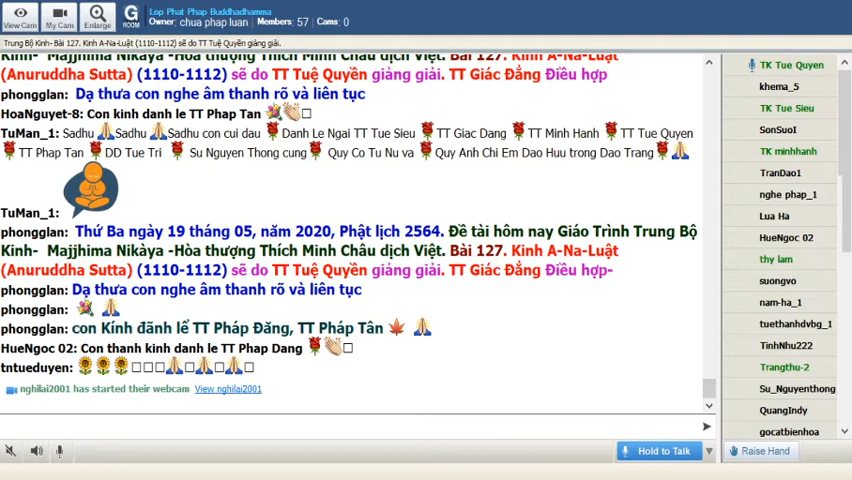 View Cam
My Cam
Enlarge
G
ROOM
Lop Phat Phap Buddhadhamma
Owner: chua phap luan Members: 57 Cams: 0
Trung Bộ Kinh- Bài 127. Kinh A-Na-Luật (1110-1112) sẽ do TT Tuệ Quyền giảng giải.
Kinh- Majjhima Nikàya -Hòa thượng Thích Minh Châu dịch Việt. Bài 127. Kinh A-Na-Luật
(Anuruddha Sutta) (1110-1112) sẽ do TT Tuệ Quyền giảng giải. TT Giác Đẳng Điều hợp
phongglan: Dạ thưa con nghe âm thanh rõ và liên tục
HoaNguyet-8: Con kinh danh le TT Phap Tan
TuMan_1: Sadhu Sadhu Sadhu con cui dau Danh Le Ngai TT Tue Sieu TT Giac Dang TT Minh Hanh TT Tue Quyen
TT Phap Tan DD Tue Tri Su Nguyen Thong cung Quy Co Tu Nu va Quy Anh Chi Em Dao Huu trong Dao Trang
TuMan_1:
phongglan: Thứ Ba ngày 19 tháng 05, năm 2020, Phật lịch 2564. Đề tài hôm nay Giáo Trình Trung Bộ
Kinh- Majjhima Nikàya -Hòa thượng Thích Minh Châu dịch Việt. Bài 127. Kinh A-Na-Luật
(Anuruddha Sutta) (1110-1112) sẽ do TT Tuệ Quyền giảng giải. TT Giác Đẳng Điều hợp-
phongglan: Dạ thưa con nghe âm thanh rõ và liên tục
phongglan:
phongglan: con Kính đãnh lể TT Pháp Đăng, TT Pháp Tân
HueNgoc 02: Con thanh kinh danh le TT Phap Dang
tntueduyen:
nghilai2001 has started their webcam View nghilai2001
Hold to Talk
TK Tue Quyen
khema_5
TK Tue Sieu
SonSuoI
TK minhhanh
TranDao1
nghe phap_1
Lua Ha
HueNgoc 02
thy lam
suongvo
nam-ha_1
tuethanhdvbg_1
TinhNhu222
Trangthu-2
Su_Nguyenthong
QuangIndy
gocatbienhoa
Raise Hand